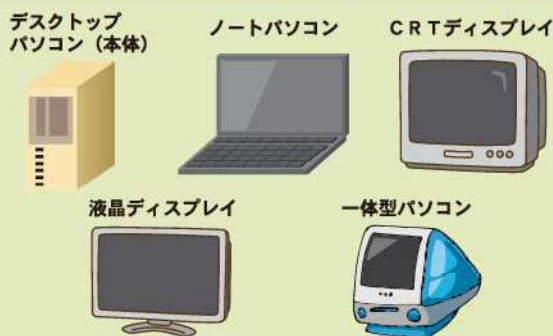 デスクトップ
パソコン（本体）
ノートパソコン
ＣＲＴディスプレイ
液晶ディスプレイ
一体型パソコン